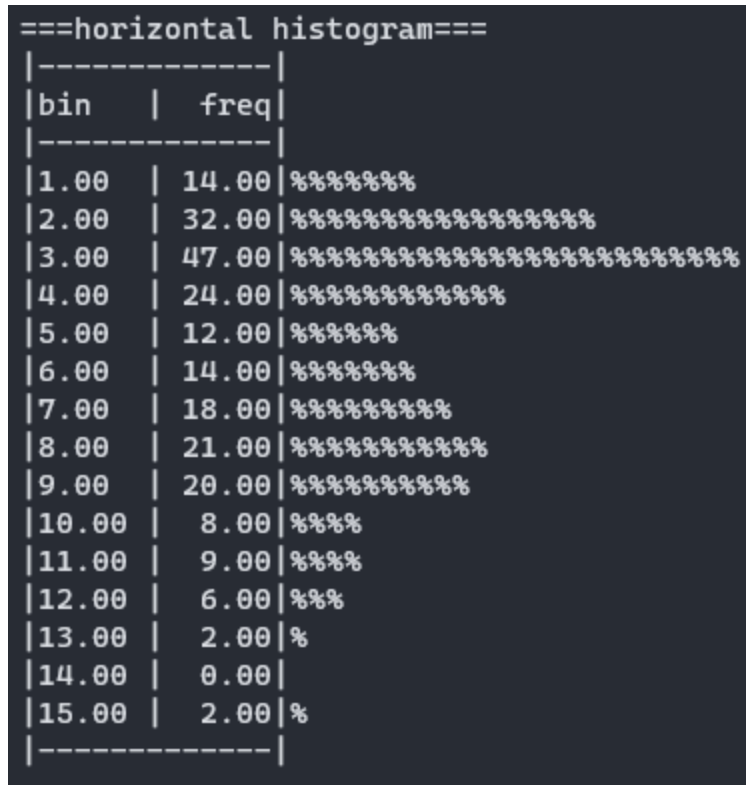 ===horizontal histogram===
|-------------|
|bin   |  freq|
|-------------|
|1.00  | 14.00|%%%%%%%
|2.00  | 32.00|%%%%%%%%%%%%%%%%%
|3.00  | 47.00|%%%%%%%%%%%%%%%%%%%%%%%%%
|4.00  | 24.00|%%%%%%%%%%%%
|5.00  | 12.00|%%%%%%
|6.00  | 14.00|%%%%%%%
|7.00  | 18.00|%%%%%%%%%
|8.00  | 21.00|%%%%%%%%%%%
|9.00  | 20.00|%%%%%%%%%%
|10.00 |  8.00|%%%%
|11.00 |  9.00|%%%%
|12.00 |  6.00|%%%
|13.00 |  2.00|%
|14.00 |  0.00|
|15.00 |  2.00|%
|-------------|